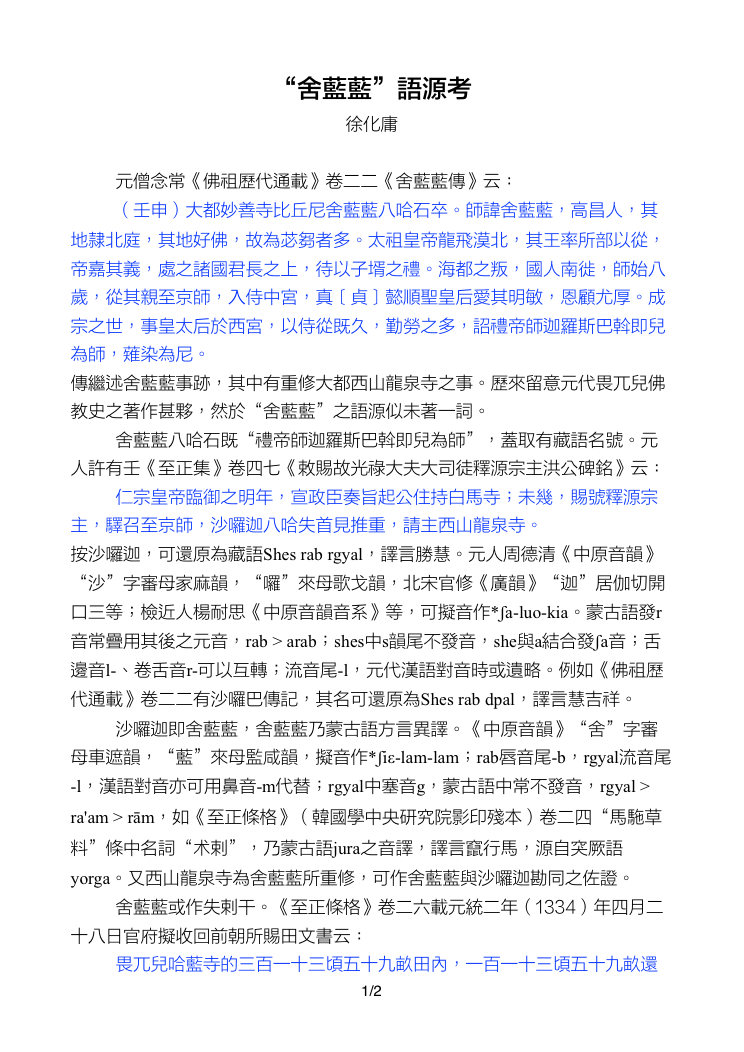 “舍藍藍”語源考
徐化庸
元僧念常《佛祖歷代通載》卷二二《舍藍藍傳》云：
（壬申）大都妙善寺比丘尼舍藍藍八哈石卒。師諱舍藍藍，高昌人，其
地隸北庭，其地好佛，故為苾芻者多。太祖皇帝龍飛漠北，其王率所部以從，
帝嘉其義，處之諸國君長之上，待以子壻之禮。海都之叛，國人南徙，師始八
歲，從其親至京師，入侍中宮，真［貞］懿順聖皇后愛其明敏，恩顧尤厚。成
宗之世，事皇太后於西宮，以侍從既久，勤勞之多，詔禮帝師迦羅斯巴斡即兒
為師，薙染為尼。
傳繼述舍藍藍事跡，其中有重修大都西山龍泉寺之事。歷來留意元代畏兀兒佛
教史之著作甚夥，然於“舍藍藍”之語源似未著一詞。
舍藍藍八哈石既“禮帝師迦羅斯巴斡即兒為師”，蓋取有藏語名號。元
人許有壬《至正集》卷四七《敕賜故光祿大夫大司徒釋源宗主洪公碑銘》云：
仁宗皇帝臨御之明年，宣政臣奏旨起公住持白馬寺；未幾，賜號釋源宗
主，驛召至京師，沙囉迦八哈失首見推重，請主西山龍泉寺。
按沙囉迦，可還原為藏語Shes rab rgyal，譯言勝慧。元人周德清《中原音韻》
“沙”字審母家麻韻，“囉”來母歌戈韻，北宋官修《廣韻》“迦”居伽切開
口三等；檢近人楊耐思《中原音韻音系》等，可擬音作*ʃa-luo-kia。蒙古語發r
音常疊用其後之元音，rab > arab；shes中s韻尾不發音，she與a結合發ʃa音；舌
邊音l-、卷舌音r-可以互轉；流音尾-l，元代漢語對音時或遺略。例如《佛祖歷
代通載》卷二二有沙囉巴傳記，其名可還原為Shes rab dpal，譯言慧吉祥。
沙囉迦即舍藍藍，舍藍藍乃蒙古語方言異譯。《中原音韻》“舍”字審
母車遮韻，“藍”來母監咸韻，擬音作*ʃiɛ-lam-lam；rab唇音尾-b，rgyal流音尾
-l，漢語對音亦可用鼻音-m代替；rgyal中塞音g，蒙古語中常不發音，rgyal >
ra'am > rām，如《至正條格》（韓國學中央研究院影印殘本）卷二四“馬駞草
料”條中名詞“朮剌”，乃蒙古語jura之音譯，譯言竄行馬，源自突厥語
yorga。又西山龍泉寺為舍藍藍所重修，可作舍藍藍與沙囉迦勘同之佐證。
舍藍藍或作失剌干。《至正條格》卷二六載元統二年（1334）年四月二
十八日官府擬收回前朝所賜田文書云：
畏兀兒哈藍寺的三百一十三頃五十九畝田內，一百一十三頃五十九畝還
1/2